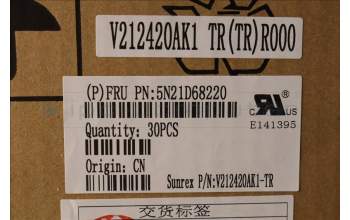 V212420AK1 TR(TR)R000
(P)FRU PN:5N21D68220
Quantity: 30PCS
C US
E141395
Origin: CN
Sunrex P/N:V212420AK1-TR
交货标签